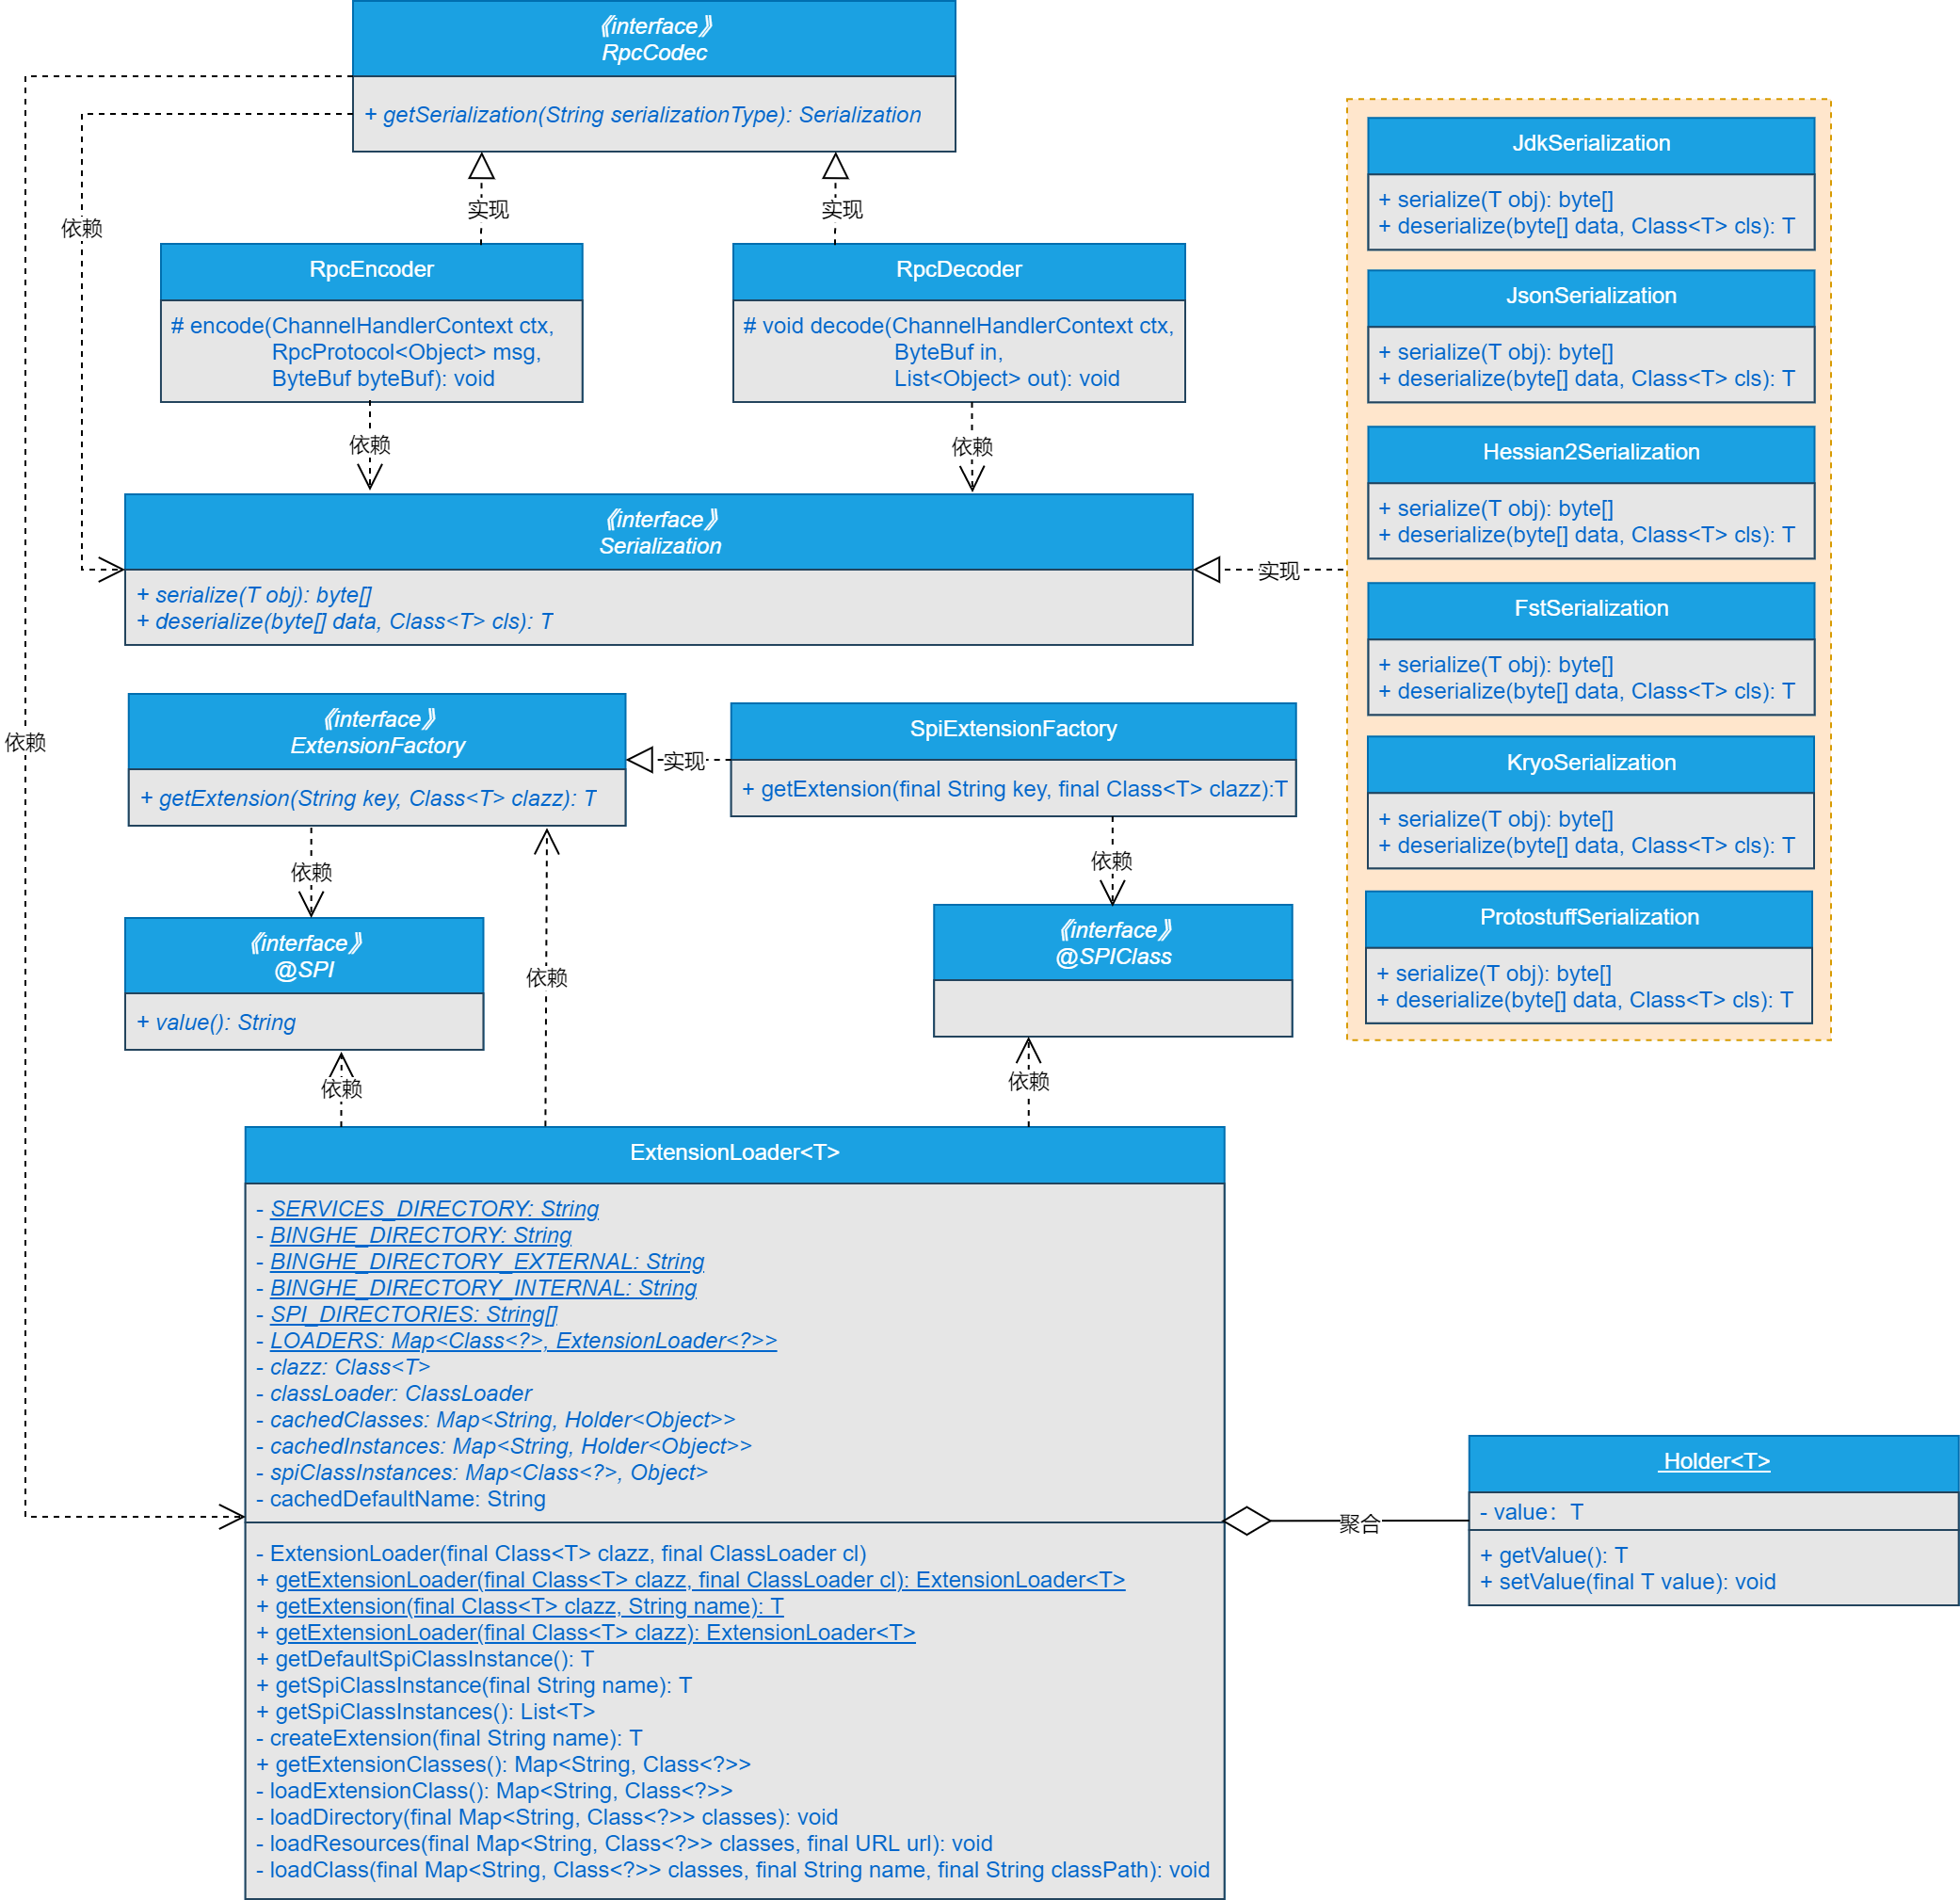 《interface》
RpcCodec
+ getSerialization(String serializationType): Serialization
实现
实现
依赖
RpcEncoder
# encode(ChannelHandlerContext ctx,
RpcProtocol<Object> msg,
ByteBuf byteBuf): void
RpcDecoder
# void decode(ChannelHandlerContext ctx,
ByteBuf in,
List<Object> out): void
依赖
依赖
《interface》
Serialization
+ serialize(T obj): byte[]
+ deserialize(byte[] data, Class<T> cls): T
实现
JdkSerialization
+ serialize(T obj): byte[]
+ deserialize(byte[] data, Class<T> cls): T
JsonSerialization
+ serialize(T obj): byte[]
+ deserialize(byte[] data, Class<T> cls): T
Hessian2Serialization
+ serialize(T obj): byte[]
+ deserialize(byte[] data, Class<T> cls): T
FstSerialization
+ serialize(T obj): byte[]
+ deserialize(byte[] data, Class<T> cls): T
KryoSerialization
+ serialize(T obj): byte[]
+ deserialize(byte[] data, Class<T> cls): T
ProtostuffSerialization
+ serialize(T obj): byte[]
+ deserialize(byte[] data, Class<T> cls): T
依赖
《interface》
ExtensionFactory
+ getExtension(String key, Class<T> clazz): T
实现
SpiExtensionFactory
+ getExtension(final String key, final Class<T> clazz):T
依赖
依赖
《interface》
@SPI
+ value(): String
依赖
《interface》
@SPIClass
依赖
依赖
ExtensionLoader<T>
- SERVICES_DIRECTORY: String
- BINGHE_DIRECTORY: String
- BINGHE_DIRECTORY_EXTERNAL: String
- BINGHE_DIRECTORY_INTERNAL: String
- SPI_DIRECTORIES: String[]
- LOADERS: Map<Class<?>, ExtensionLoader<?>>
- clazz: Class<T>
- classLoader: ClassLoader
- cachedClasses: Map<String, Holder<Object>>
- cachedInstances: Map<String, Holder<Object>>
- spiClassInstances: Map<Class<?>, Object>
- cachedDefaultName: String
- ExtensionLoader(final Class<T> clazz, final ClassLoader cl)
+ getExtensionLoader(final Class<T> clazz, final ClassLoader cl): ExtensionLoader<T>
+ getExtension(final Class<T> clazz, String name): T
+ getExtensionLoader(final Class<T> clazz): ExtensionLoader<T>
+ getDefaultSpiClassInstance(): T
+ getSpiClassInstance(final String name): T
+ getSpiClassInstances(): List<T>
- createExtension(final String name): T
+ getExtensionClasses(): Map<String, Class<?>>
- loadExtensionClass(): Map<String, Class<?>>
- loadDirectory(final Map<String, Class<?>> classes): void
- loadResources(final Map<String, Class<?>> classes, final URL url): void
- loadClass(final Map<String, Class<?>> classes, final String name, final String classPath): void
聚合
Holder<T>
- value：T
+ getValue(): T
+ setValue(final T value): void